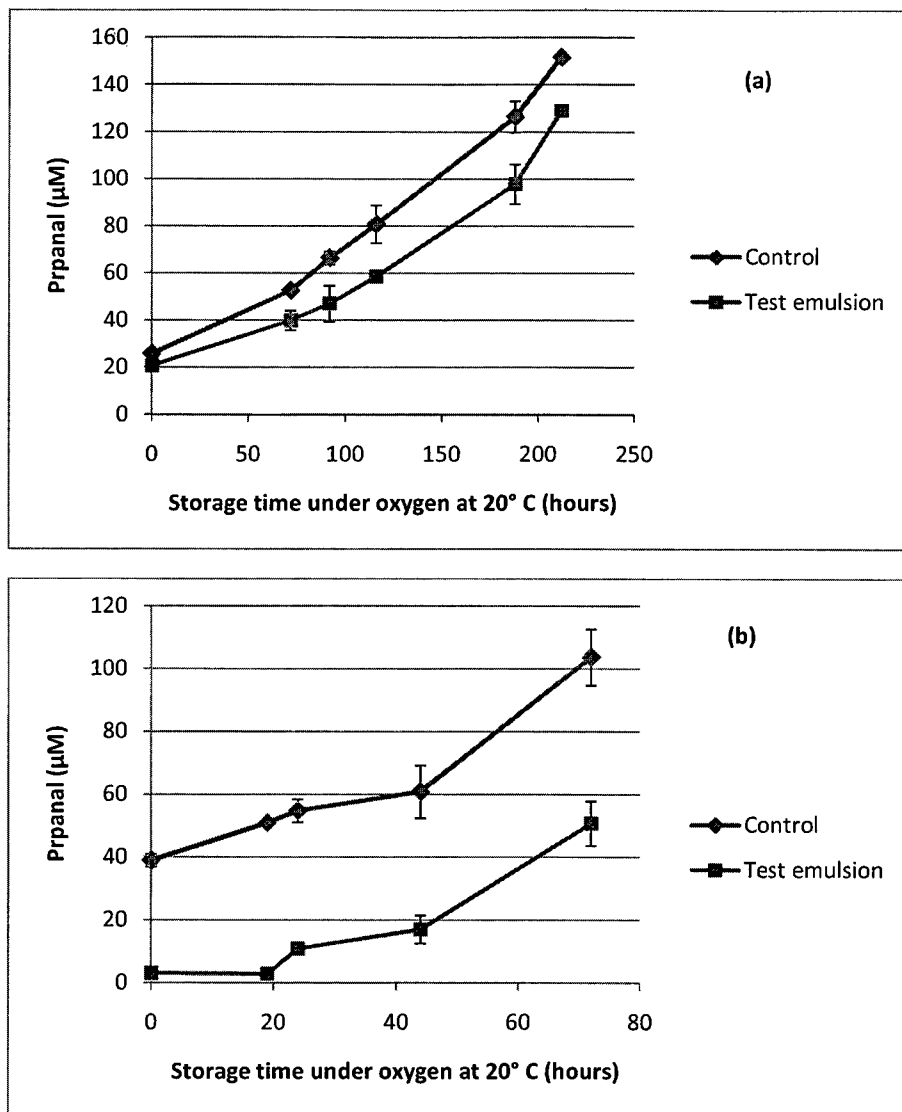 160
140
120
100
80
60
40
20
0
Prpanal (µM)
0 50 100 150 200 250
Storage time under oxygen at 20° C (hours)
(a)
Control
Test emulsion
120
100
80
60
40
20
0
Prpanal (µM)
0 20 40 60 80
Storage time under oxygen at 20° C (hours)
(b)
Control
Test emulsion